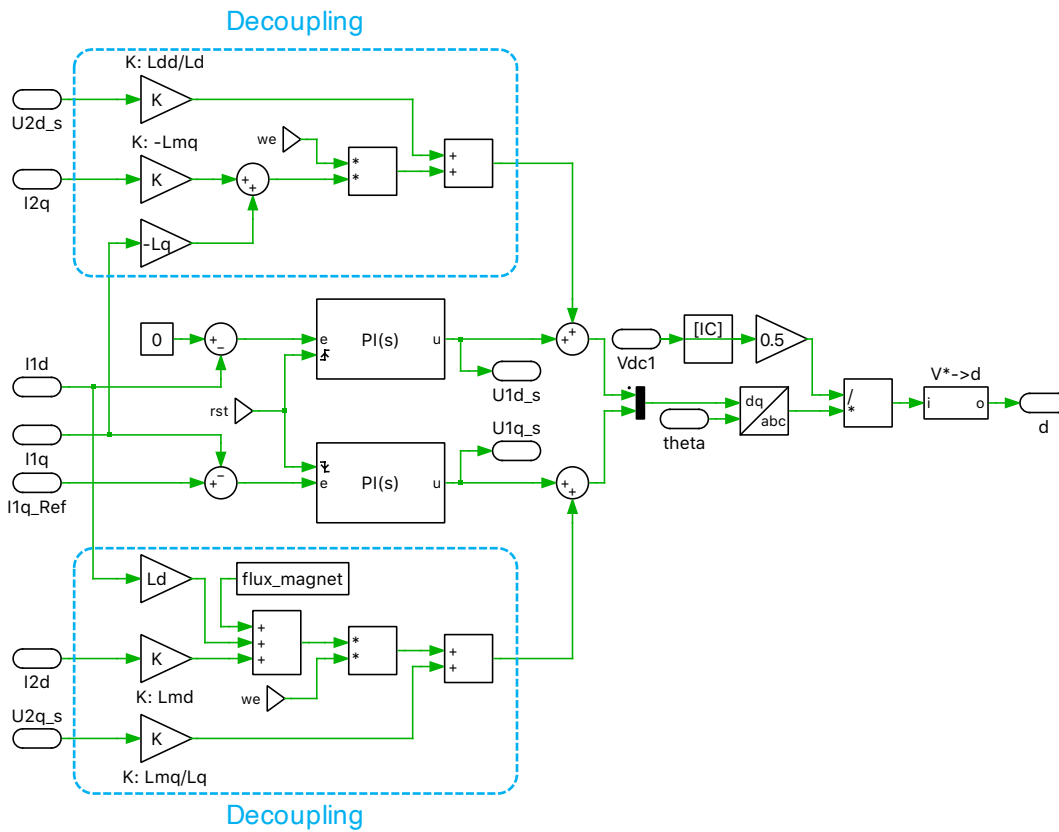 Decoupling
K: Ldd/Ld
K
U2d_s
K: -Lmq
we
*
*
+
+
K
+
+
I2q
-Lq
0
+
−
e
PI(s)
u
+
+
Vdc1
[IC]
0.5
I1d
U1d_s
V*->d
rst
dq
abc
/
*
i
o
d
I1q
U1q_s
theta
I1q_Ref
+
−
e
PI(s)
u
+
+
Ld
flux_magnet
+
+
+
*
*
+
+
I2d
K
K: Lmd
we
U2q_s
K
K: Lmq/Lq
Decoupling